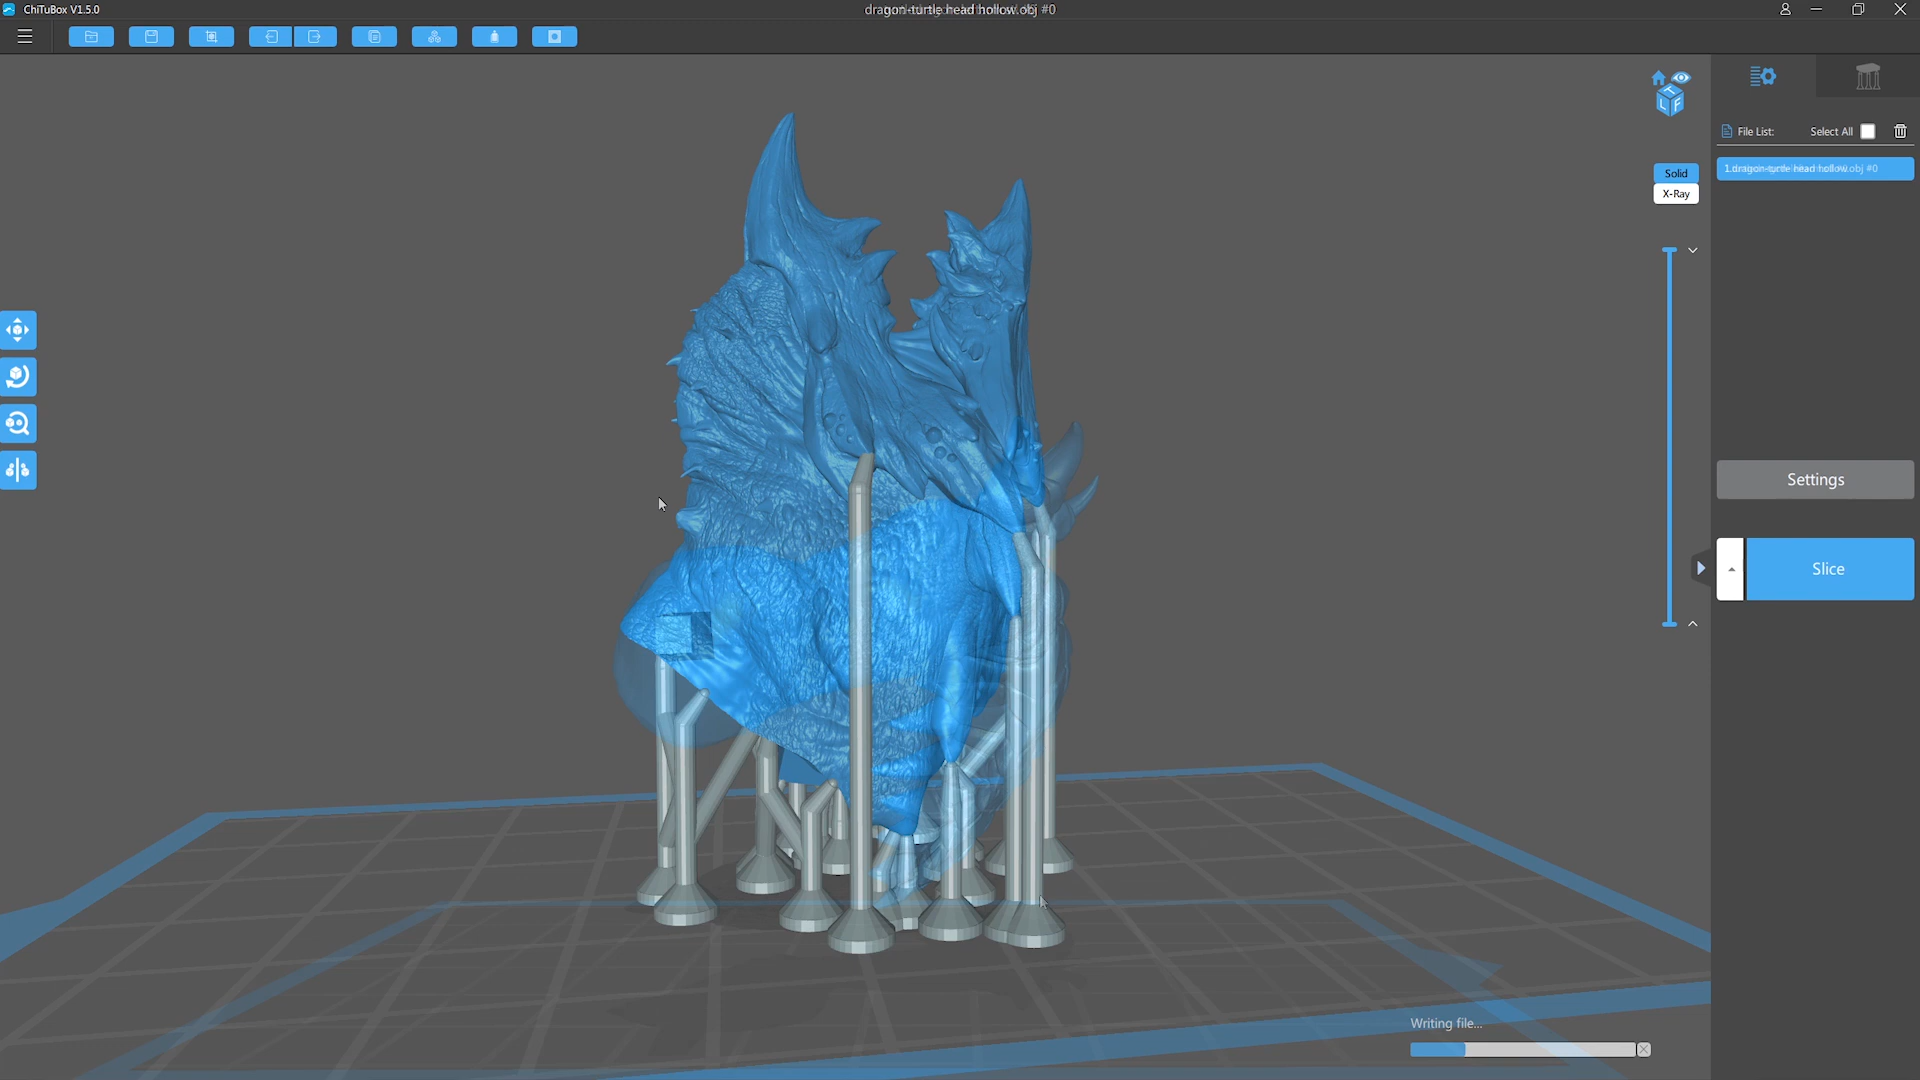 ChiTuBox V1.5.0
dragon-turtle head hollow.obj #0
File List:
Select All
1.dragon-turtle head hollow.obj #0
Solid
X-Ray
Settings
Slice
Writing file...
T
L F